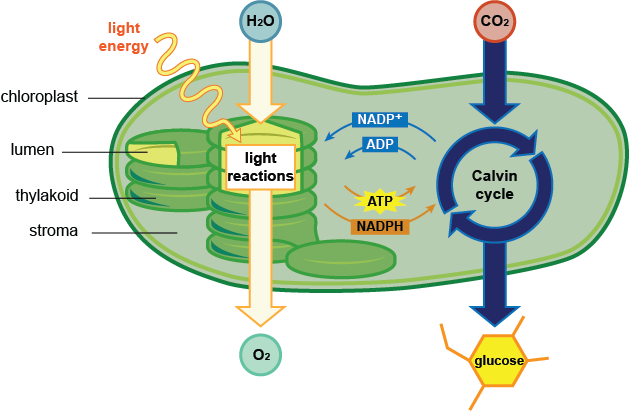 light
energy
H₂O
CO₂
chloroplast
lumen
thylakoid
stroma
light
reactions
NADP⁺
ADP
ATP
NADPH
Calvin
cycle
O₂
glucose